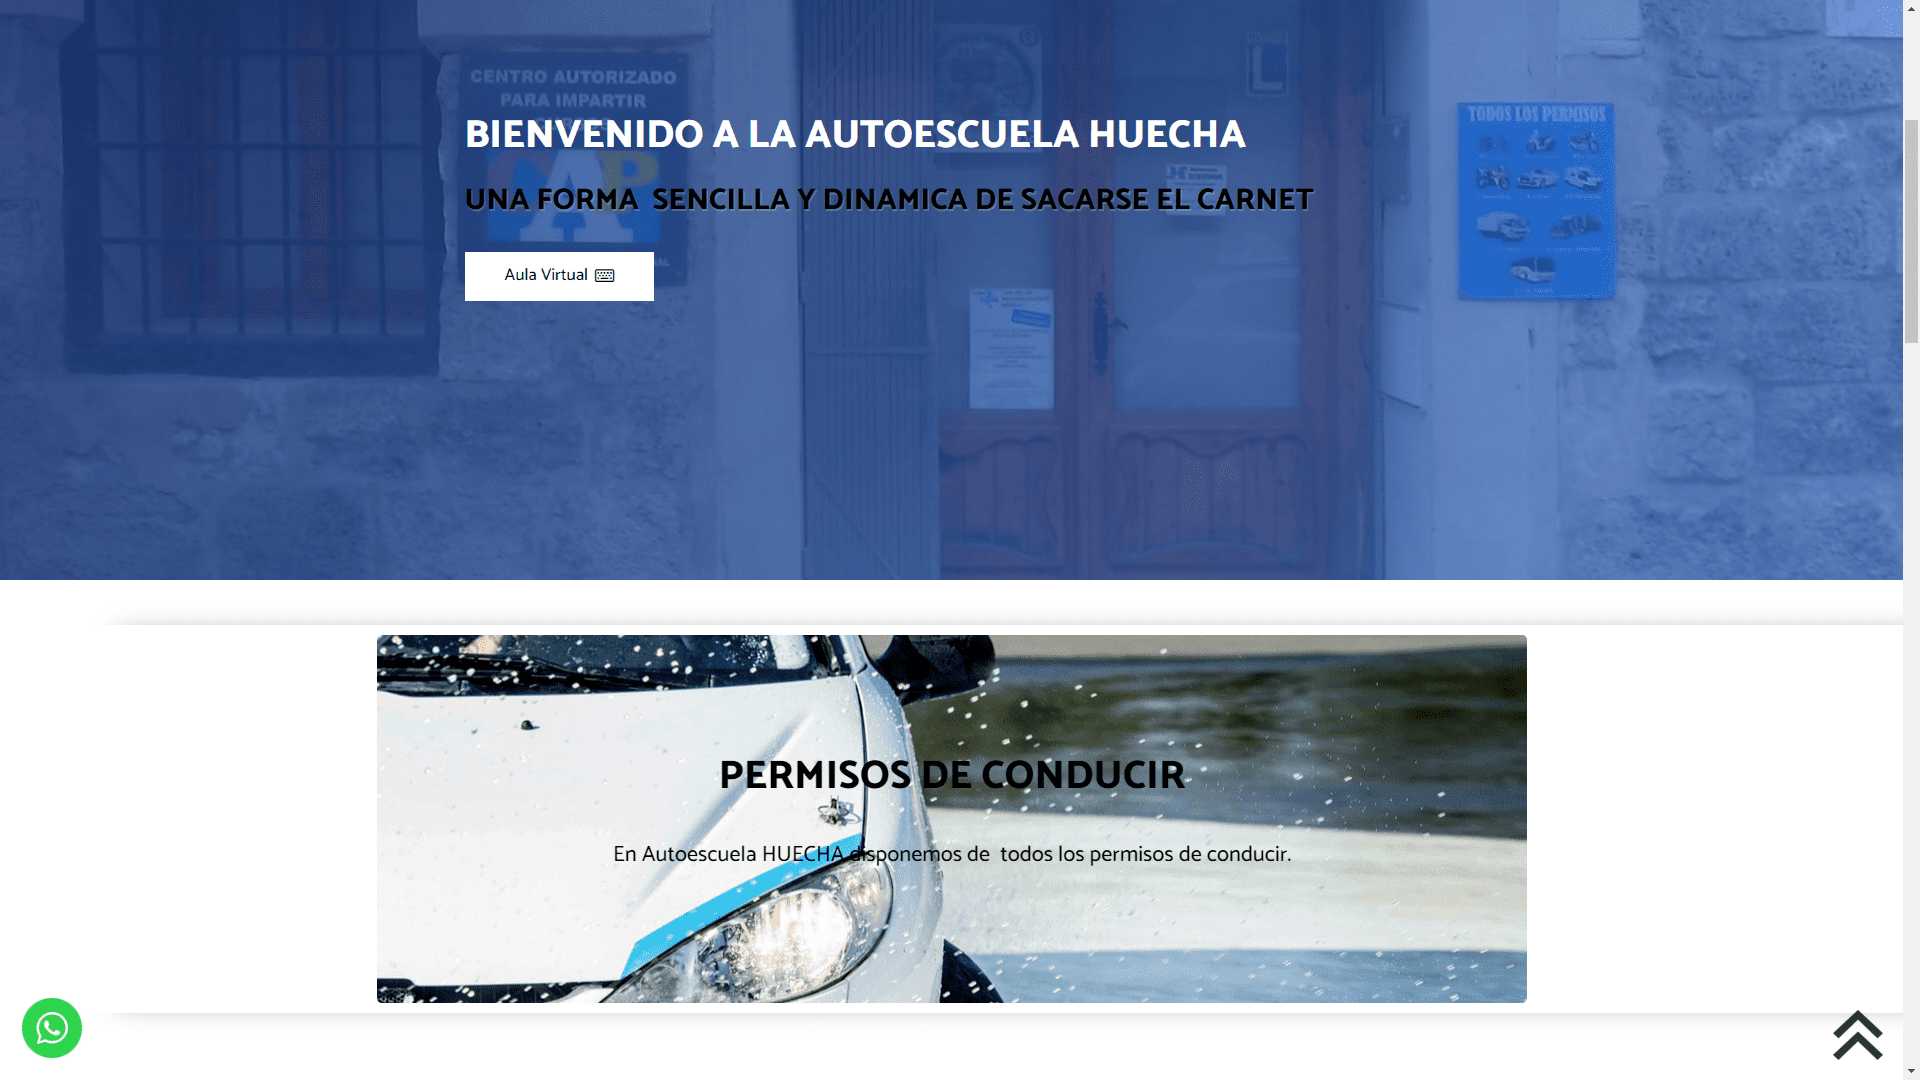 CENTRO AUTORIZADO
PARA IMPARTIR
BIENVENIDO A LA AUTOESCUELA HUECHA
CAP
TODOS LOS PERMISOS
UNA FORMA  SENCILLA Y DINAMICA DE SACARSE EL CARNET
Aula Virtual
PERMISOS DE CONDUCIR
En Autoescuela HUECHA disponemos de  todos los permisos de conducir.